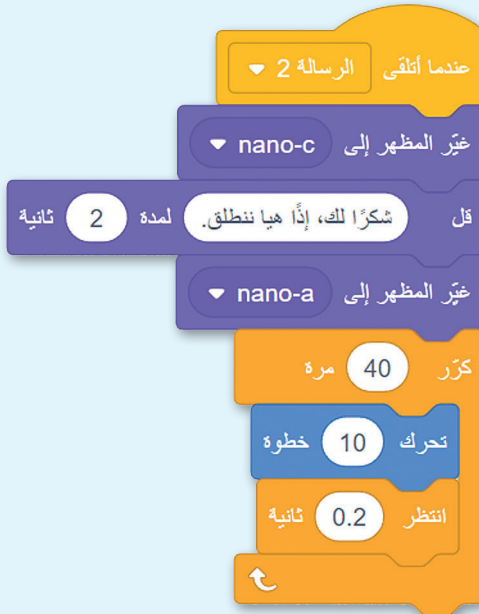 عندما أتلقى الرسالة 2
غيّر المظهر إلى nano-c
قل شكرًا لك، إذًا هيا ننطلق. لمدة 2 ثانية
غيّر المظهر إلى nano-a
كرّر 40 مرة
تحرك 10 خطوة
انتظر 0.2 ثانية